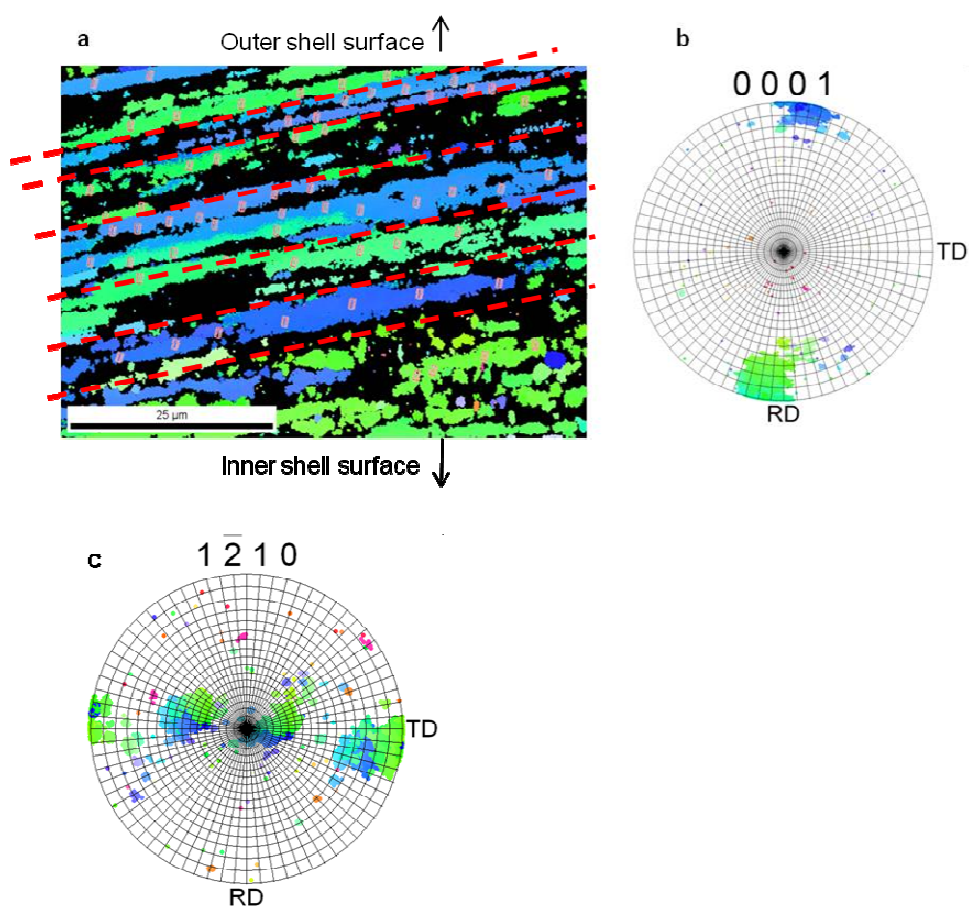 a
Outer shell surface
25 µm
Inner shell surface
b
0 0 0 1
TD
RD
c
1 2̅ 1 0
TD
RD